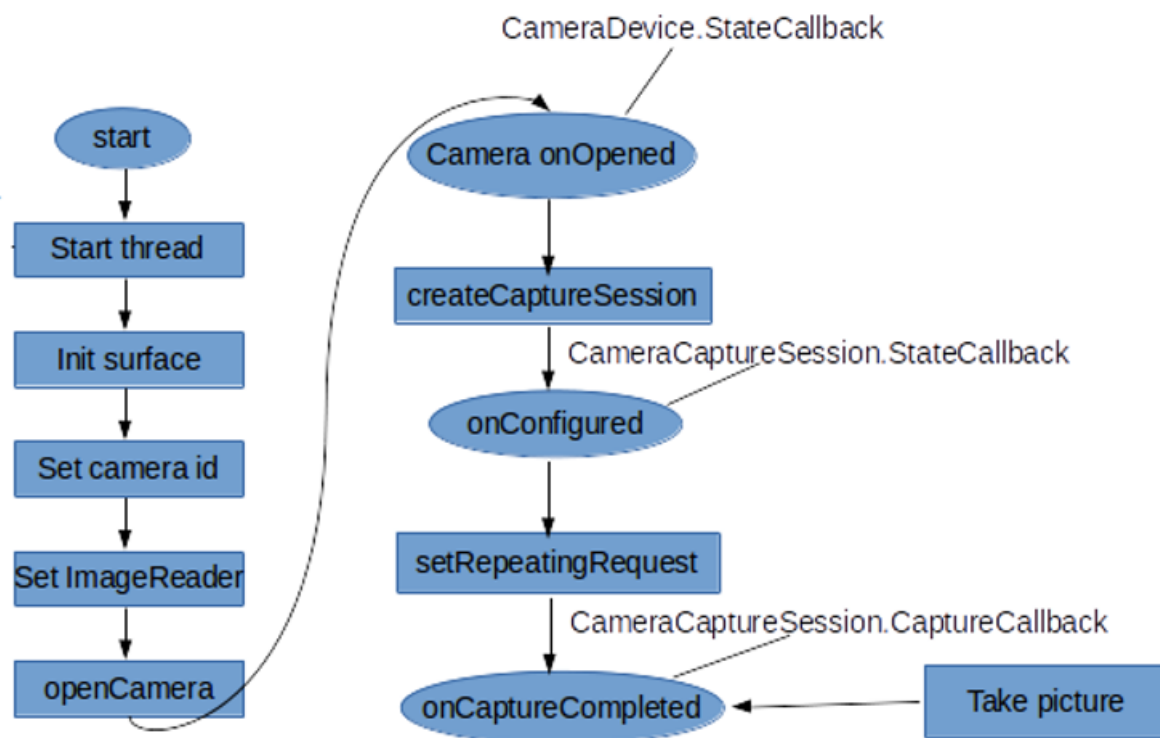 start
Start thread
Init surface
Set camera id
Set ImageReader
openCamera
CameraDevice.StateCallback
Camera onOpened
createCaptureSession
CameraCaptureSession.StateCallback
onConfigured
setRepeatingRequest
CameraCaptureSession.CaptureCallback
onCaptureCompleted
Take picture